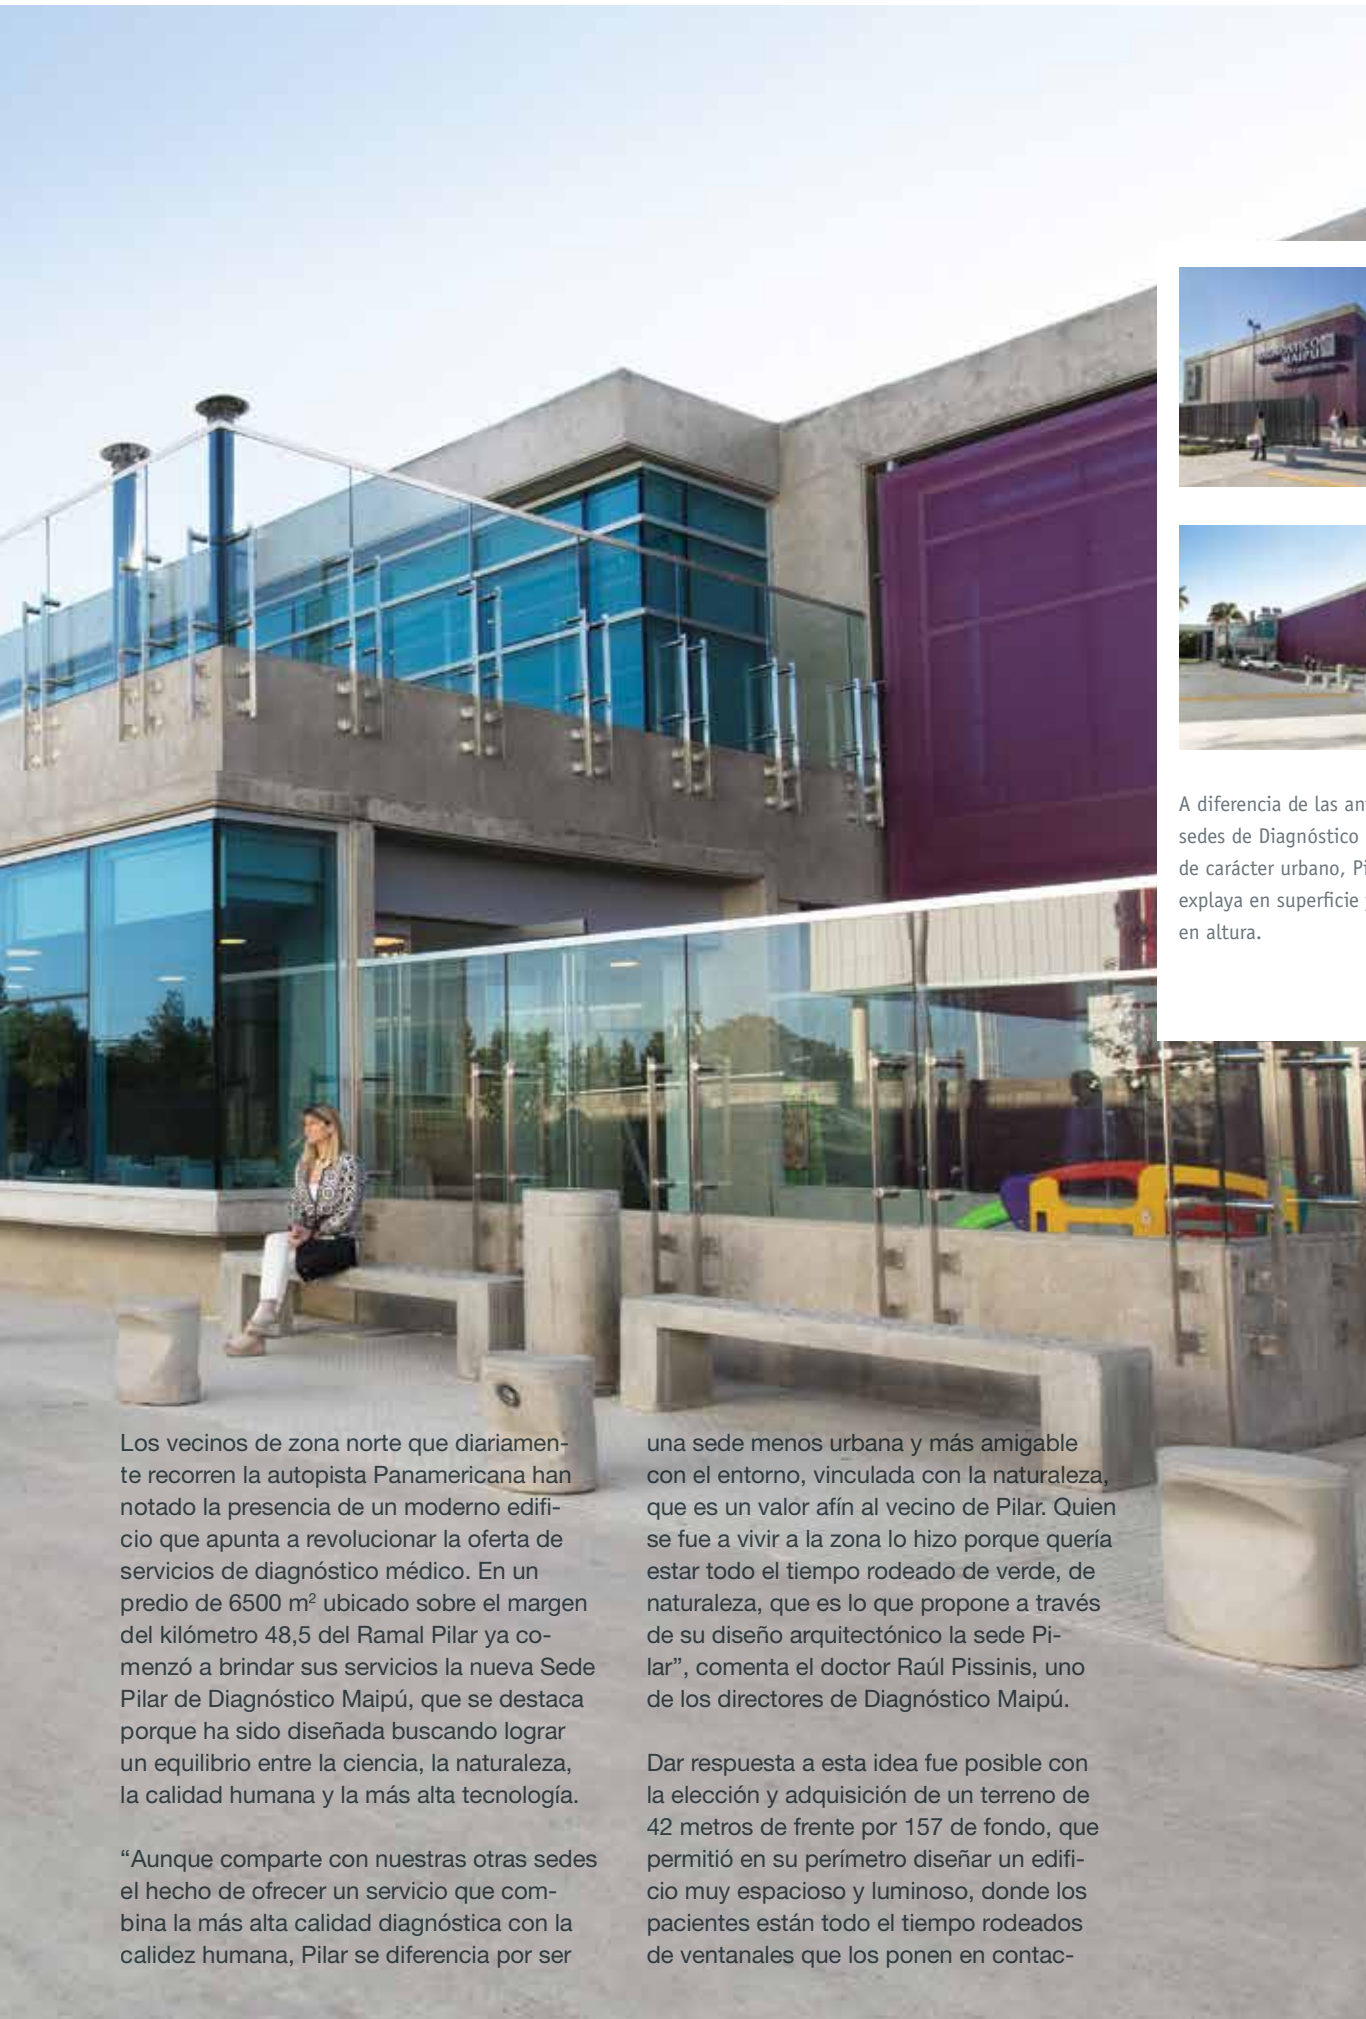 DIAGNÓSTICO
MAIPÚ
A diferencia de las
sedes de Diagnóstico
de carácter urbano,
explaya en superficie
en altura.
Los vecinos de zona norte que diariamen-
te recorren la autopista Panamericana han
notado la presencia de un moderno edifi-
cio que apunta a revolucionar la oferta de
servicios de diagnóstico médico. En un
predio de 6500 m² ubicado sobre el margen
del kilómetro 48,5 del Ramal Pilar ya co-
menzó a brindar sus servicios la nueva Sede
Pilar de Diagnóstico Maipú, que se destaca
porque ha sido diseñada buscando lograr
un equilibrio entre la ciencia, la naturaleza,
la calidad humana y la más alta tecnología.
“Aunque comparte con nuestras otras sedes
el hecho de ofrecer un servicio que com-
bina la más alta calidad diagnóstica con la
calidez humana, Pilar se diferencia por ser
una sede menos urbana y más amigable
con el entorno, vinculada con la naturaleza,
que es un valor afín al vecino de Pilar. Quien
se fue a vivir a la zona lo hizo porque quería
estar todo el tiempo rodeado de verde, de
naturaleza, que es lo que propone a través
de su diseño arquitectónico la sede Pi-
lar”, comenta el doctor Raúl Pissinis, uno
de los directores de Diagnóstico Maipú.
Dar respuesta a esta idea fue posible con
la elección y adquisición de un terreno de
42 metros de frente por 157 de fondo, que
permitió en su perímetro diseñar un edifi-
cio muy espacioso y luminoso, donde los
pacientes están todo el tiempo rodeados
de ventanales que los ponen en contac-